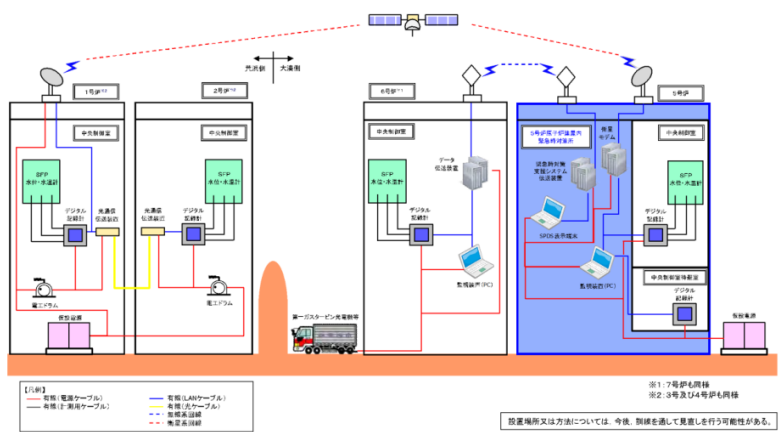 荒浜側
大湊側
1号炉※2
2号炉※2
6号炉※1
5号炉
中央制御室
中央制御室
中央制御室
5号炉原子炉建屋内
緊急時対策所
衛星
モデム
中央制御室
SFP
水位・水温計
デジタル
記録計
光通信
伝送装置
光通信
伝送装置
デジタル
記録計
SFP
水位・水温計
SFP
水位・水温計
デジタル
記録計
データ
伝送装置
緊急時対策
支援システム
伝送装置
SPDS表示端末
SFP
水位・水温計
デジタル
記録計
監視装置(PC)
監視装置(PC)
電工ドラム
電工ドラム
仮設電源
第一ガスタービン発電機等
中央制御室待避室
デジタル
記録計
仮設電源
【凡例】
有線(電源ケーブル)
有線(計測用ケーブル)
有線(LANケーブル)
有線(光ケーブル)
無線系回線
衛星系回線
※1:7号炉も同様
※2:3号及び4号炉も同様
設置場所又は方法については、今後、訓練を通して見直しを行う可能性がある。